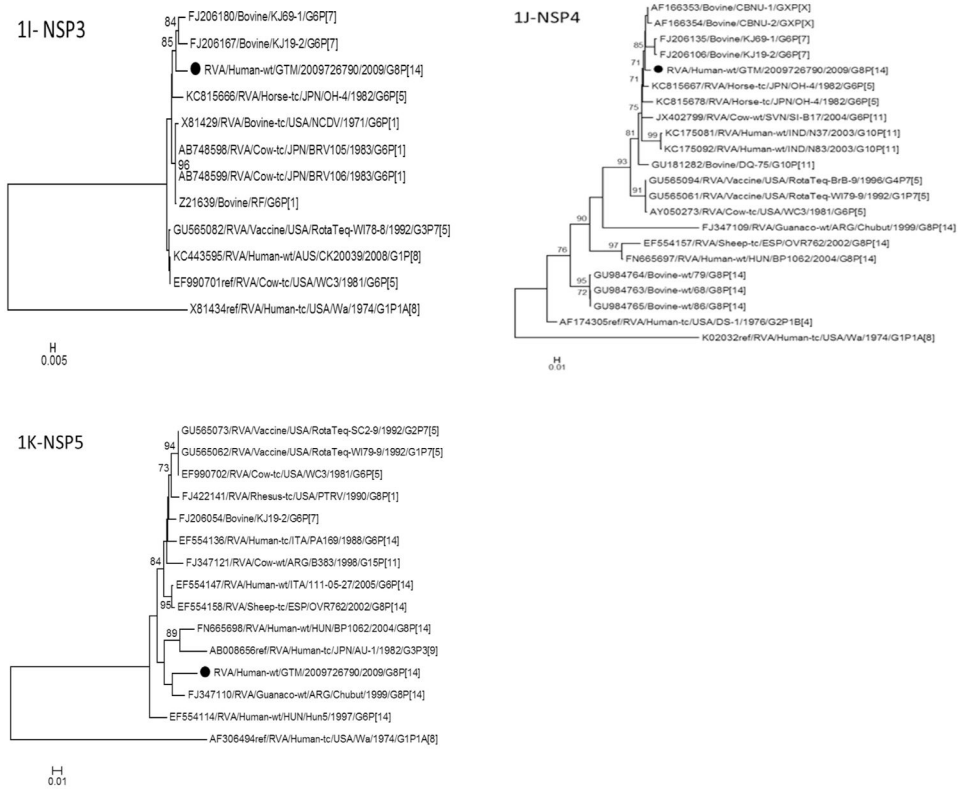 1I- NSP3
84
FJ206180/Bovine/KJ69-1/G6P[7]
85
FJ206167/Bovine/KJ19-2/G6P[7]
RVA/Human-wt/GTM/2009726790/2009/G8P[14]
KC815666/RVA/Horse-tc/JPN/OH-4/1982/G6P[5]
X81429/RVA/Bovine-tc/USA/NCDV/1971/G6P[1]
AB748598/RVA/Cow-tc/JPN/BRV105/1983/G6P[1]
96
AB748599/RVA/Cow-tc/JPN/BRV106/1983/G6P[1]
Z21639/Bovine/RF/G6P[1]
GU565082/RVA/Vaccine/USA/RotaTeq-WI78-8/1992/G3P7[5]
KC443595/RVA/Human-wt/AUS/CK20039/2008/G1P[8]
EF990701ref/RVA/Cow-tc/USA/WC3/1981/G6P[5]
X81434ref/RVA/Human-tc/USA/Wa/1974/G1P1A[8]
0.005
1J-NSP4
AF166353/Bovine/CBNU-1/GXP[X]
AF166354/Bovine/CBNU-2/GXP[X]
FJ206135/Bovine/KJ69-1/G6P[7]
85
FJ206106/Bovine/KJ19-2/G6P[7]
71
RVA/Human-wt/GTM/2009726790/2009/G8P[14]
71
KC815667/RVA/Horse-tc/JPN/OH-4/1982/G6P[5]
KC815678/RVA/Horse-tc/JPN/OH-4/1982/G6P[5]
75
JX402799/RVA/Cow-wt/SVN/SI-B17/2004/G6P[11]
KC175081/RVA/Human-wt/IND/N37/2003/G10P[11]
81
99
KC175092/RVA/Human-wt/IND/N83/2003/G10P[11]
93
GU181282/Bovine/DQ-75/G10P[11]
GU565094/RVA/Vaccine/USA/RotaTeq-BrB-9/1996/G4P7[5]
91
GU565061/RVA/Vaccine/USA/RotaTeq-WI79-9/1992/G1P7[5]
AY050273/RVA/Cow-tc/USA/WC3/1981/G6P[5]
90
FJ347109/RVA/Guanaco-wt/ARG/Chubut/1999/G8P[14]
97
EF554157/RVA/Sheep-tc/ESP/OVR762/2002/G8P[14]
76
FN665697/RVA/Human-wt/HUN/BP1062/2004/G8P[14]
95
GU984764/Bovine-wt/79/G8P[14]
72
GU984763/Bovine-wt/68/G8P[14]
GU984765/Bovine-wt/86/G8P[14]
AF174305ref/RVA/Human-tc/USA/DS-1/1976/G2P1B[4]
K02032ref/RVA/Human-tc/USA/Wa/1974/G1P1A[8]
0.01
1K-NSP5
GU565073/RVA/Vaccine/USA/RotaTeq-SC2-9/1992/G2P7[5]
94
GU565062/RVA/Vaccine/USA/RotaTeq-WI79-9/1992/G1P7[5]
73
EF990702/RVA/Cow-tc/USA/WC3/1981/G6P[5]
FJ422141/RVA/Rhesus-tc/USA/PTRV/1990/G8P[1]
FJ206054/Bovine/KJ19-2/G6P[7]
EF554136/RVA/Human-tc/ITA/PA169/1988/G6P[14]
84
FJ347121/RVA/Cow-wt/ARG/B383/1998/G15P[11]
EF554147/RVA/Human-wt/ITA/111-05-27/2005/G6P[14]
95
EF554158/RVA/Sheep-tc/ESP/OVR762/2002/G8P[14]
FN665698/RVA/Human-wt/HUN/BP1062/2004/G8P[14]
89
AB008656ref/RVA/Human-tc/JPN/AU-1/1982/G3P3[9]
RVA/Human-wt/GTM/2009726790/2009/G8P[14]
FJ347110/RVA/Guanaco-wt/ARG/Chubut/1999/G8P[14]
EF554114/RVA/Human-wt/HUN/Hun5/1997/G6P[14]
AF306494ref/RVA/Human-tc/USA/Wa/1974/G1P1A[8]
0.01